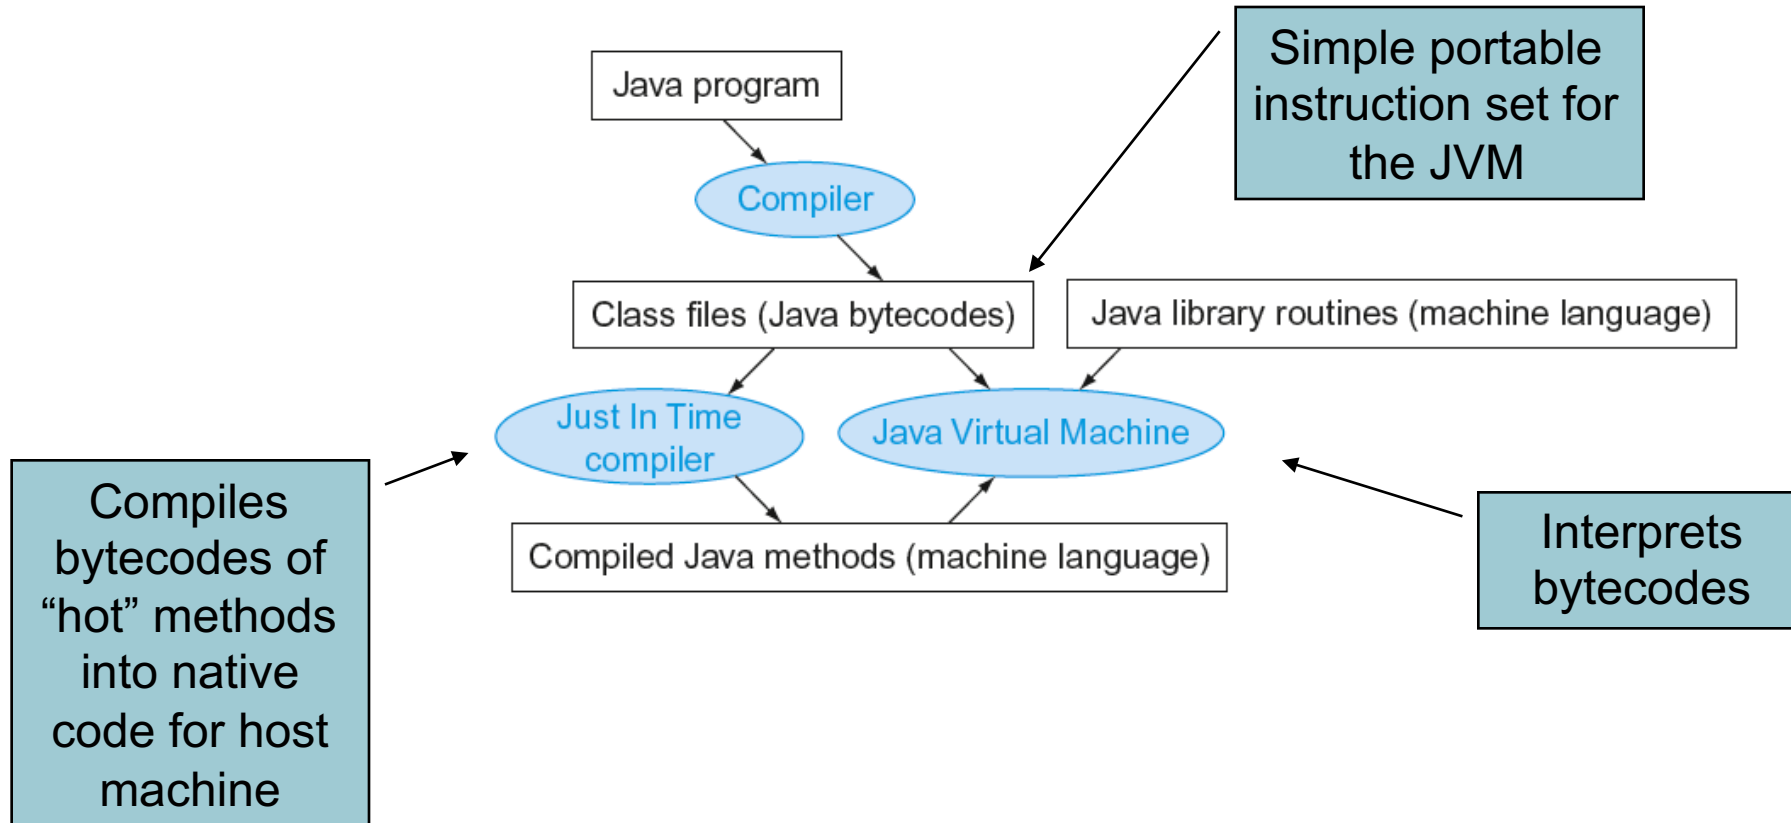 Java program
Simple portable
instruction set for
the JVM
Compiler
Class files (Java bytecodes)
Java library routines (machine language)
Just In Time
compiler
Java Virtual Machine
Compiles
bytecodes of
“hot” methods
into native
code for host
machine
Compiled Java methods (machine language)
Interprets
bytecodes